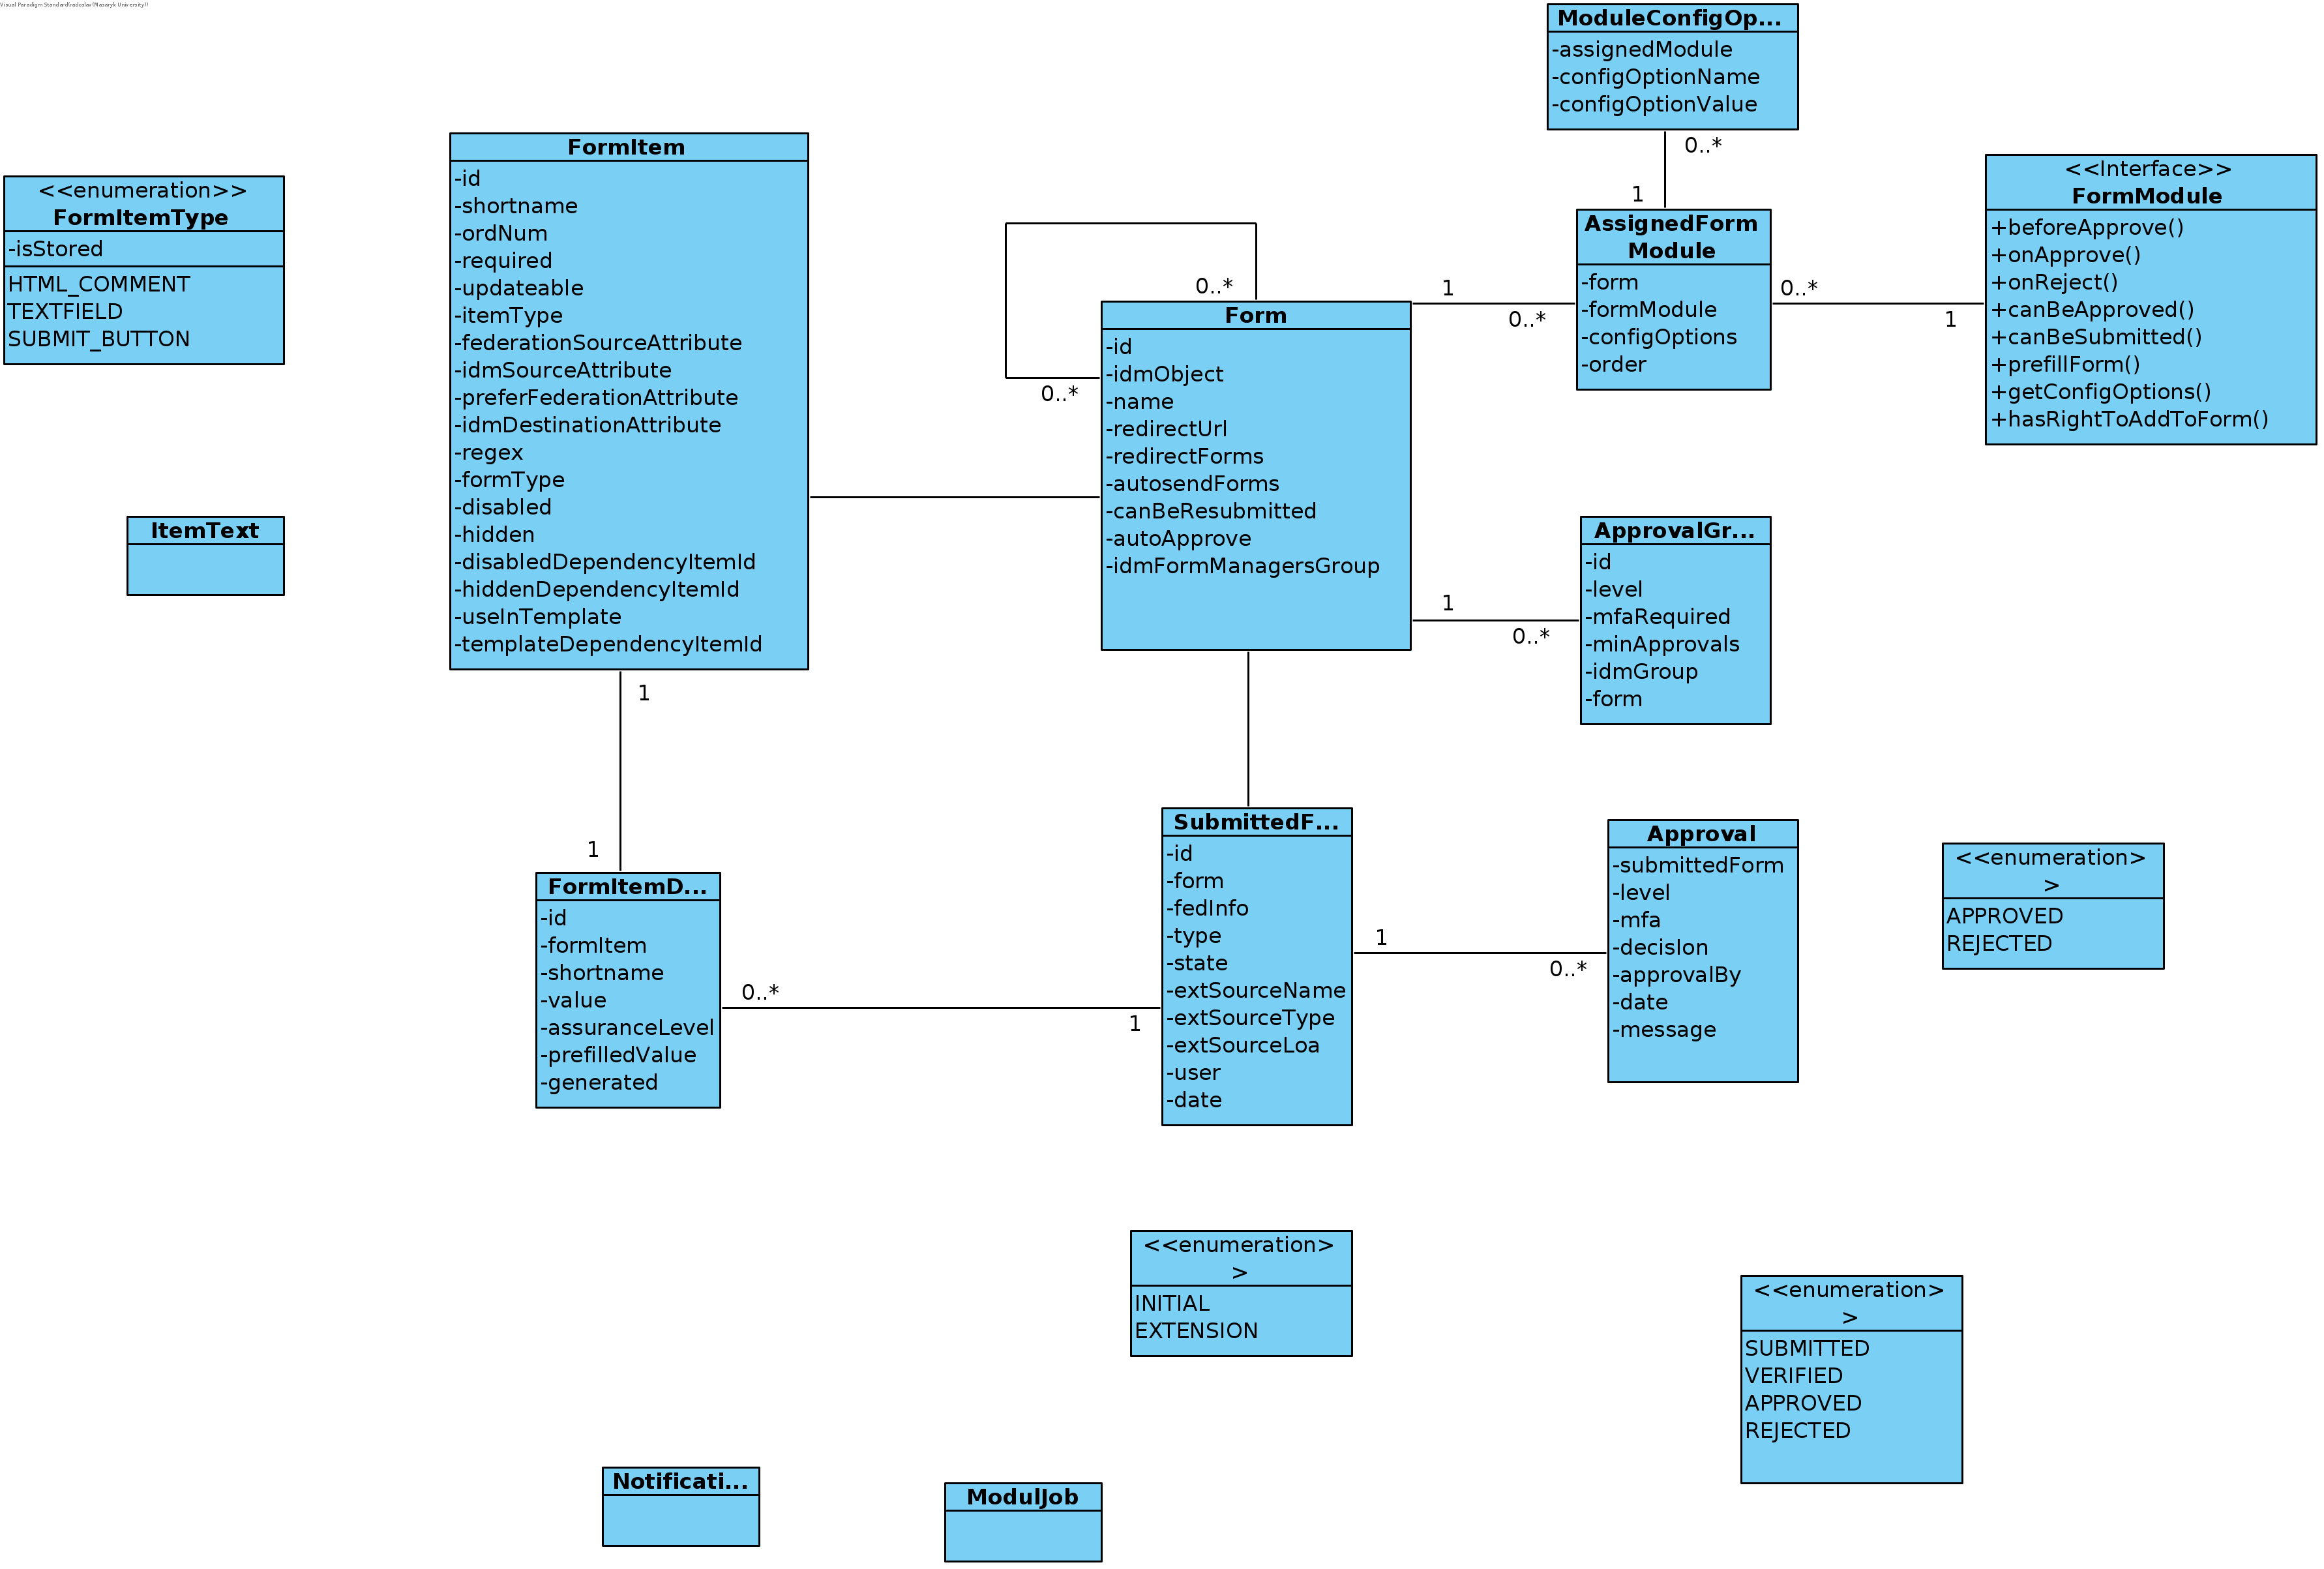 Visual Paradigm Standard(radoslav(Masaryk University))
ModuleConfigOp...
-assignedModule
-configOptionName
-configOptionValue
0..*
1
FormItem
-id
-shortname
-ordNum
-required
-updateable
-itemType
-federationSourceAttribute
-idmSourceAttribute
-preferFederationAttribute
-idmDestinationAttribute
-regex
-formType
-disabled
-hidden
-disabledDependencyItemId
-hiddenDependencyItemId
-useInTemplate
-templateDependencyItemId
<<enumeration>>
FormItemType
-isStored
HTML_COMMENT
TEXTFIELD
SUBMIT_BUTTON
<<Interface>>
FormModule
+beforeApprove()
+onApprove()
+onReject()
+canBeApproved()
+canBeSubmitted()
+prefillForm()
+getConfigOptions()
+hasRightToAddToForm()
AssignedForm
Module
-form
-formModule
-configOptions
-order
0..*
1
0..*
0..*
1
0..*
Form
-id
-idmObject
-name
-redirectUrl
-redirectForms
-autosendForms
-canBeResubmitted
-autoApprove
-idmFormManagersGroup
ItemText
ApprovalGr...
-id
-level
-mfaRequired
-minApprovals
-idmGroup
-form
1
0..*
1
1
SubmittedF...
-id
-form
-fedInfo
-type
-state
-extSourceName
-extSourceType
-extSourceLoa
-user
-date
Approval
-submittedForm
-level
-mfa
-decision
-approvalBy
-date
-message
<<enumeration>
>
APPROVED
REJECTED
FormItemD...
-id
-formItem
-shortname
-value
-assuranceLevel
-prefilledValue
-generated
1
0..*
0..*
1
<<enumeration>
>
INITIAL
EXTENSION
<<enumeration>
>
SUBMITTED
VERIFIED
APPROVED
REJECTED
Notificati...
ModulJob